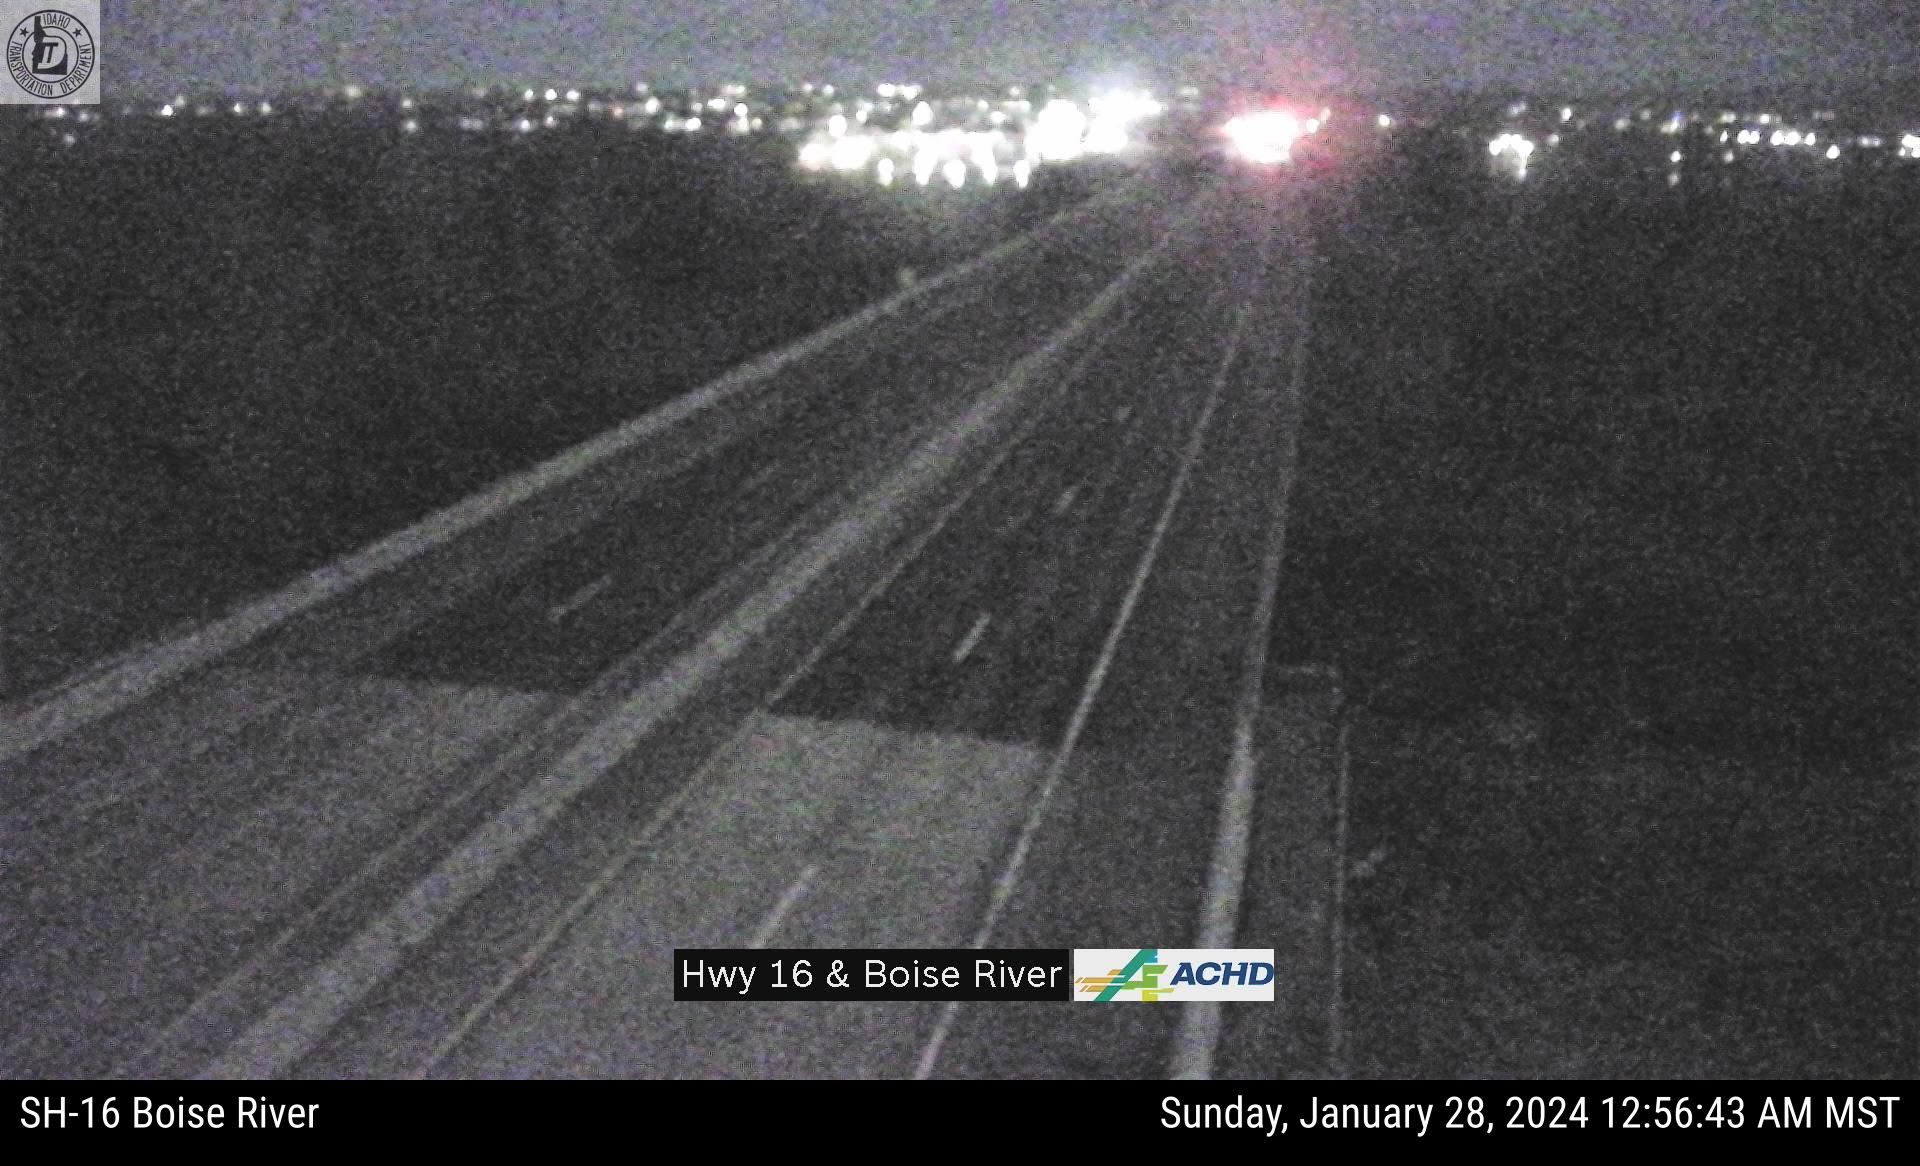 IDAHO
TRANSPORTATION DEPARTMENT
Hwy 16 & Boise River
ACHD
SH-16 Boise River
Sunday, January 28, 2024 12:56:43 AM MST